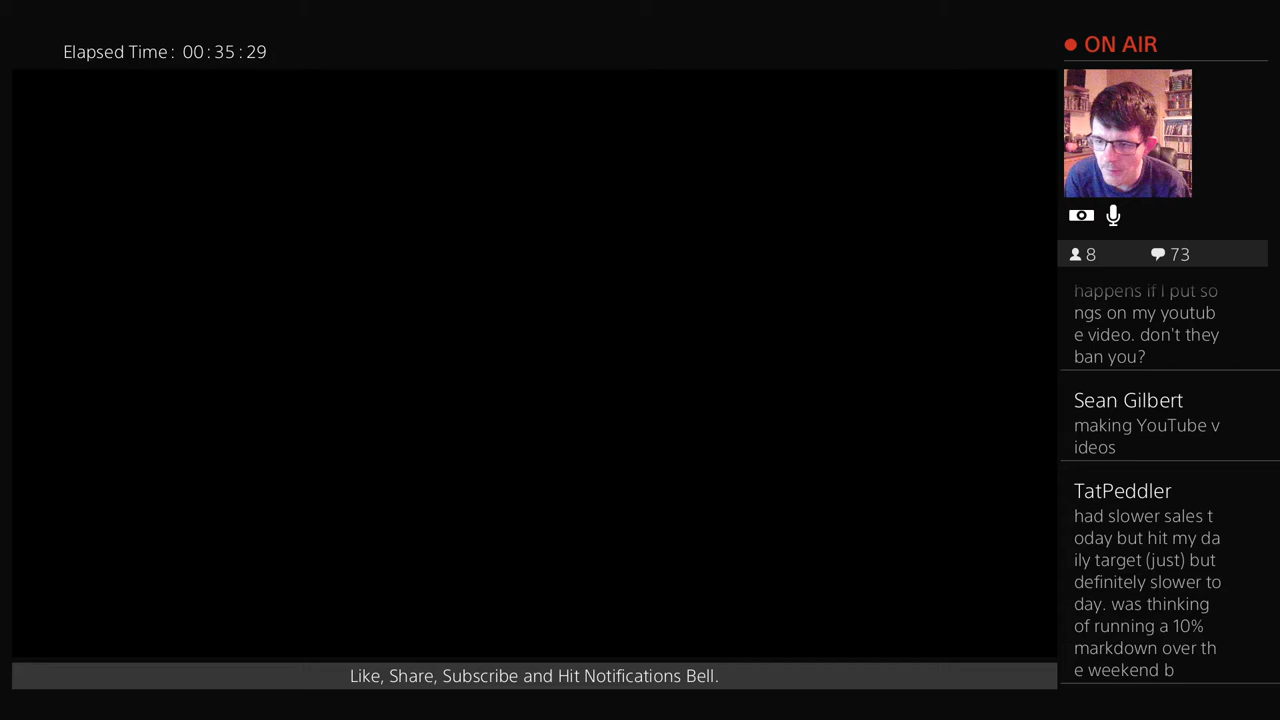 Elapsed Time: 00:35:29
ON AIR
8 73
happens if I put so
ngs on my youtub
e video. don't they
ban you?
Sean Gilbert
making YouTube v
ideos
TatPeddler
had slower sales t
oday but hit my da
ily target (just) but
definitely slower to
day. was thinking
of running a 10%
markdown over th
e weekend b
Like, Share, Subscribe and Hit Notifications Bell.